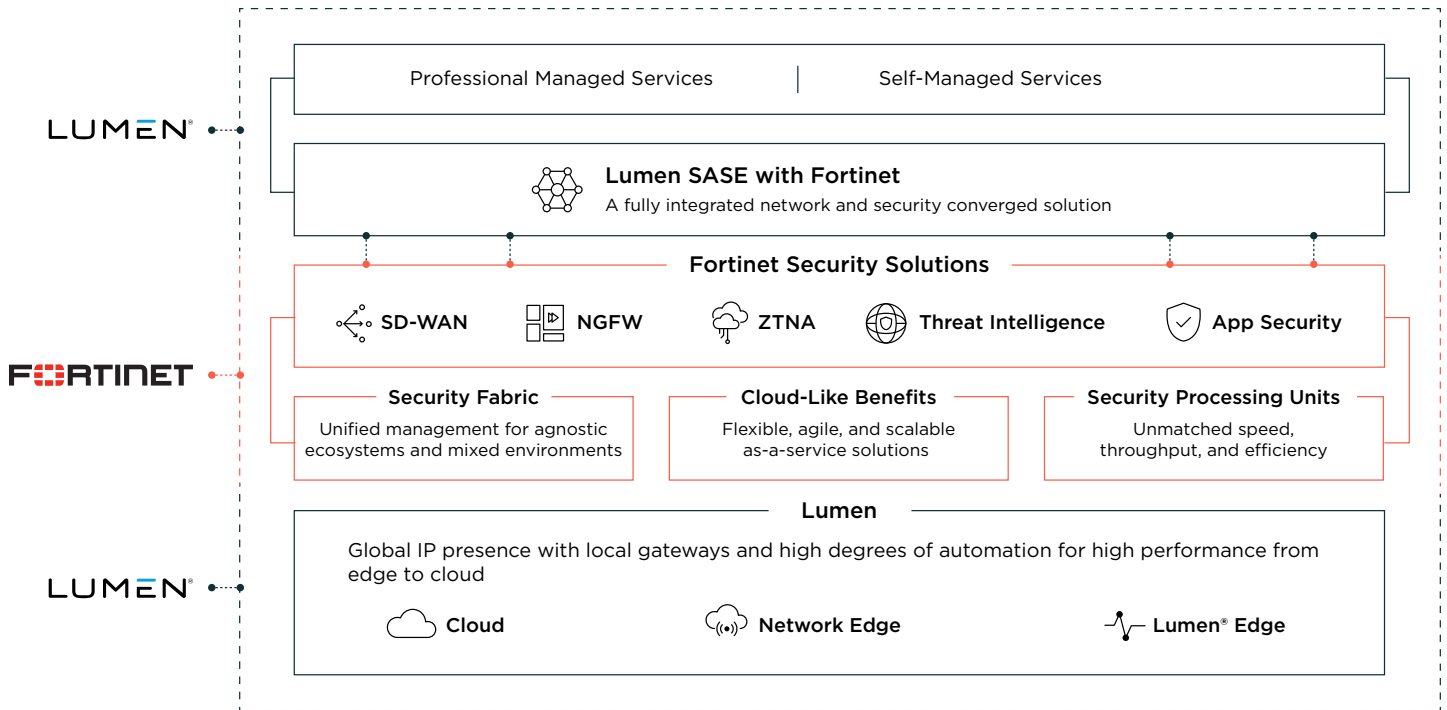 Professional Managed Services
Self-Managed Services
LUMEN®
Lumen SASE with Fortinet
A fully integrated network and security converged solution
Fortinet Security Solutions
SD-WAN
NGFW
ZTNA
Threat Intelligence
App Security
FORTINET
Security Fabric
Unified management for agnostic
ecosystems and mixed environments
Cloud-Like Benefits
Flexible, agile, and scalable
as-a-service solutions
Security Processing Units
Unmatched speed,
throughput, and efficiency
Lumen
Global IP presence with local gateways and high degrees of automation for high performance from
edge to cloud
LUMEN®
Cloud
Network Edge
Lumen® Edge